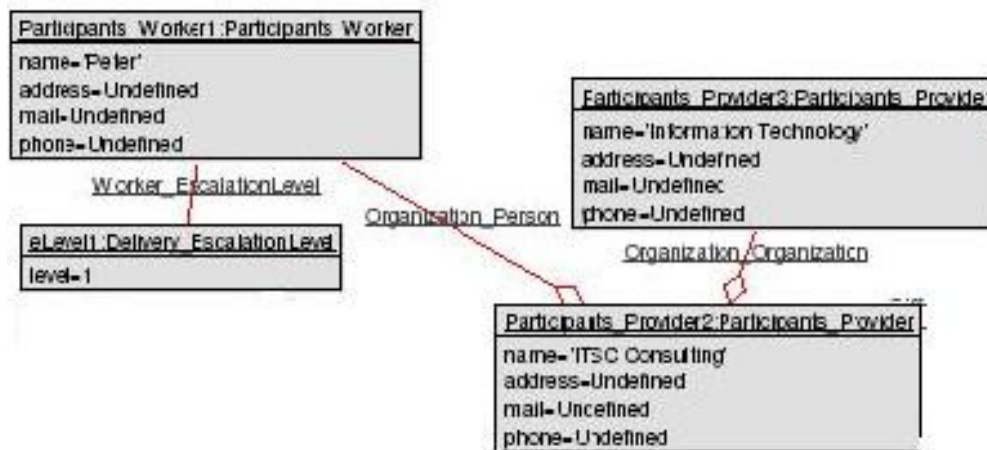 Participants_Worker1:Participants_Worker
name='Peter'
address=Undefined
mail=Undefined
phone=Undefined
Worker_EscalationLevel
eLevel1:Delivery_EscalationLevel
level=1
Organization_Person
Participants_Provider3:Participants_Provider
name='Information Technology'
address=Undefined
mail=Undefined
phone=Undefined
Organization_Organization
Participants_Provider2:Participants_Provider
name='ITSC Consulting'
address=Undefined
mail=Undefined
phone=Undefined